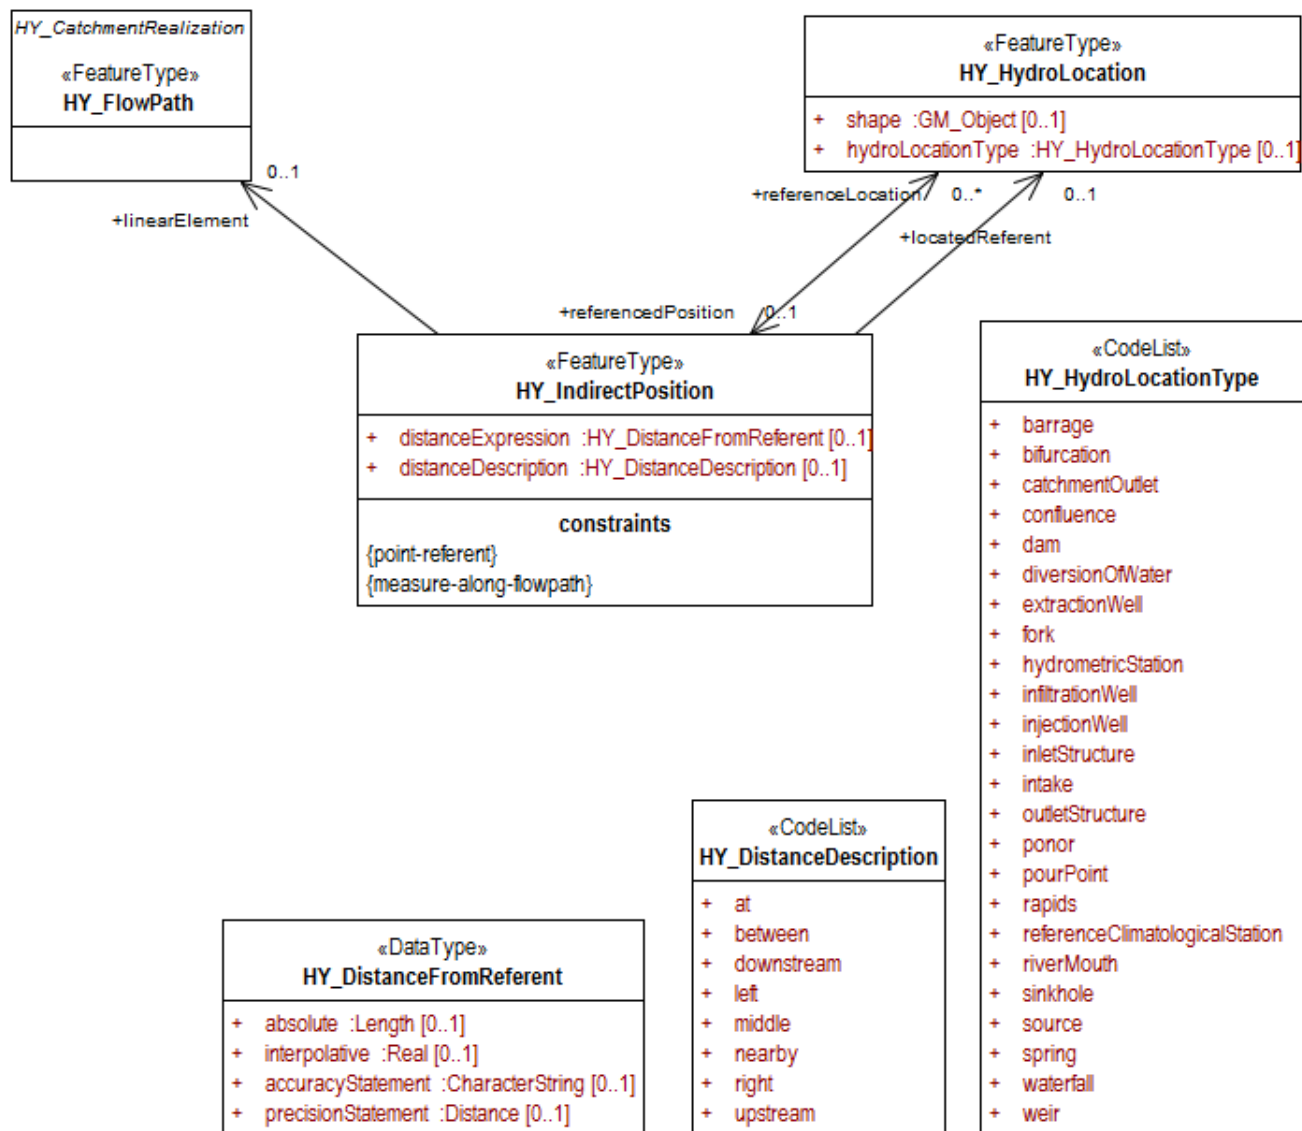 HY_CatchmentRealization
«FeatureType»
HY_FlowPath
0..1
+linearElement
«FeatureType»
HY_HydroLocation
+ shape :GM_Object [0..1]
+ hydroLocationType :HY_HydroLocationType [0..1]
+referenceLocation
0..*
0..1
+locatedReferent
+referencedPosition
0..1
«FeatureType»
HY_IndirectPosition
+ distanceExpression :HY_DistanceFromReferent [0..1]
+ distanceDescription :HY_DistanceDescription [0..1]
constraints
{point-referent}
{measure-along-flowpath}
«CodeList»
HY_HydroLocationType
+ barrage
+ bifurcation
+ catchmentOutlet
+ confluence
+ dam
+ diversionOfWater
+ extractionWell
+ fork
+ hydrometricStation
+ infiltrationWell
+ injectionWell
+ inletStructure
+ intake
+ outletStructure
+ ponor
+ pourPoint
+ rapids
+ referenceClimatologicalStation
+ riverMouth
+ sinkhole
+ source
+ spring
+ waterfall
+ weir
«CodeList»
HY_DistanceDescription
+ at
+ between
+ downstream
+ left
+ middle
+ nearby
+ right
+ upstream
«DataType»
HY_DistanceFromReferent
+ absolute :Length [0..1]
+ interpolative :Real [0..1]
+ accuracyStatement :CharacterString [0..1]
+ precisionStatement :Distance [0..1]